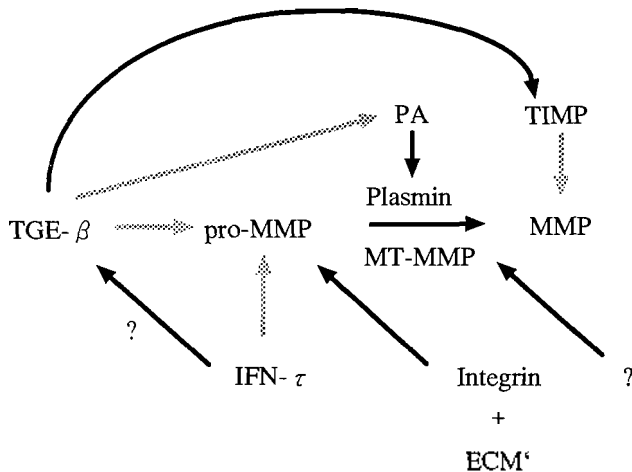 PA TIMP
Plasmin
TGE- β pro-MMP MMP
MT-MMP
?
IFN- τ Integrin ?
+
ECM‘